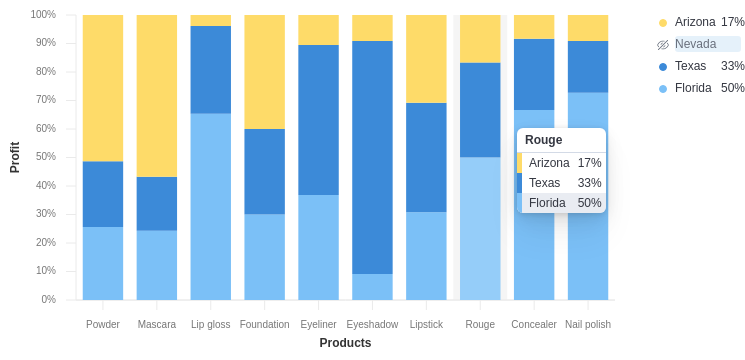 100%
90%
80%
70%
60%
50%
40%
30%
20%
10%
0%
Profit
Powder Mascara Lip gloss Foundation Eyeliner Eyeshadow Lipstick Rouge Concealer Nail polish
Products
Rouge
Arizona 17%
Texas 33%
Florida 50%
Arizona 17%
Nevada
Texas 33%
Florida 50%